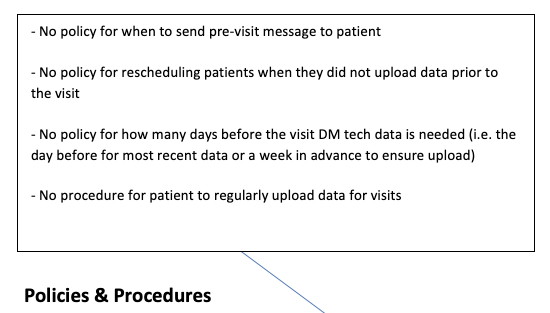 - No policy for when to send pre-visit message to patient
- No policy for rescheduling patients when they did not upload data prior to
the visit
- No policy for how many days before the visit DM tech data is needed (i.e. the
day before for most recent data or a week in advance to ensure upload)
- No procedure for patient to regularly upload data for visits
Policies & Procedures